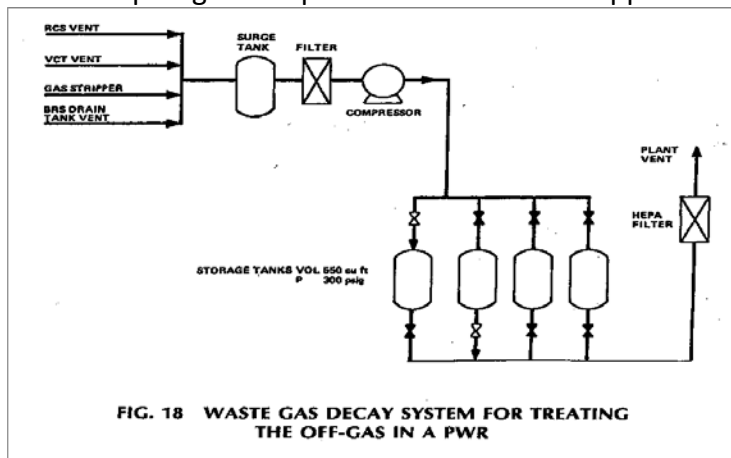 RCS VENT
VCT VENT
GAS STRIPPER
BRS DRAIN
TANK VENT
SURGE
TANK
FILTER
COMPRESSOR
PLANT
VENT
HEPA
FILTER
STORAGE TANKS VOL 550 cu ft
P 300 psig
FIG. 18 WASTE GAS DECAY SYSTEM FOR TREATING
THE OFF-GAS IN A PWR